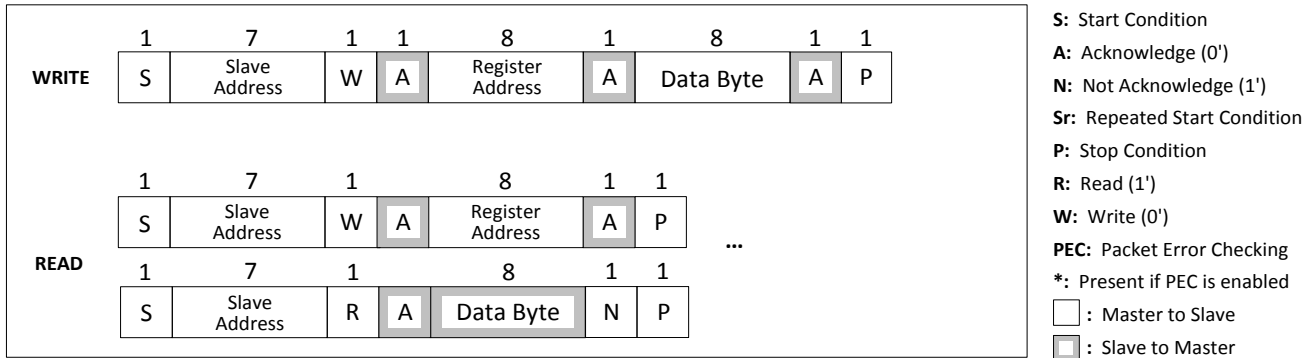 1 7 1 1 8 1 8 1 1
WRITE S Slave Address W A Register Address A Data Byte A P
1 7 1 8 1 1
S Slave Address W A Register Address A P ...
READ
1 7 1 8 1 1
S Slave Address R A Data Byte N P
S: Start Condition
A: Acknowledge (0')
N: Not Acknowledge (1')
Sr: Repeated Start Condition
P: Stop Condition
R: Read (1')
W: Write (0')
PEC: Packet Error Checking
*: Present if PEC is enabled
: Master to Slave
: Slave to Master